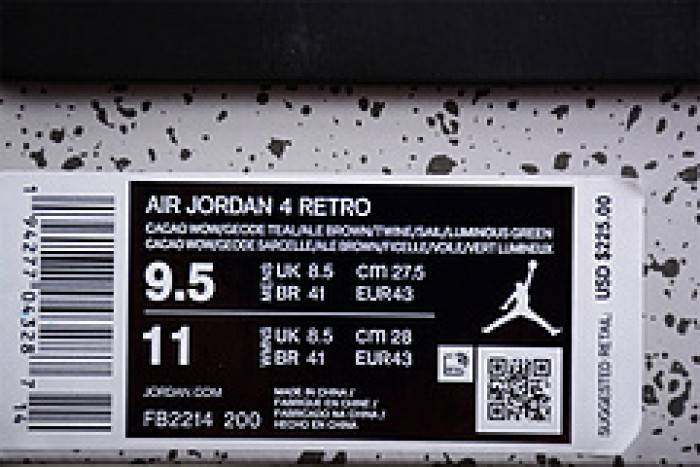 AIR JORDAN 4 RETRO
CACAO WOW/GEODE TEAL/ALE BROWN/TWINE/SAIL/LUMINOUS GREEN
CACAO WOW/GEODE SARCELLE/ALE BROWN/FICELLE/VOILE/VERT LUMINEUX
9.5 MENS UK 8.5 cm 27.5
BR 41 EUR43
11 WMNS UK 8.5 cm 28
BR 41 EUR43
JORDAN.COM
FB2214 200
MADE IN CHINA /
FABRIQUE EN CHINE /
FABRICADO NA CHINA /
HECHO EN CHINA
SUGGESTED RETAIL USD $225.00